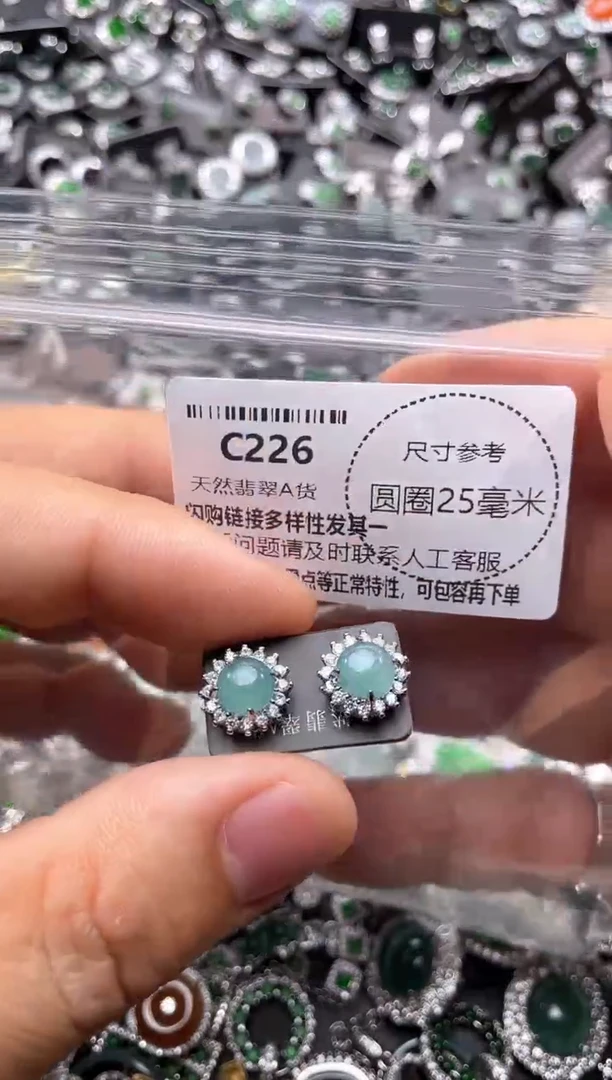 C226
天然翡翠A货
尺寸参考
圆圈25毫米
闪购链接多样性发其一
问题请及时联系人工客服
点等正常特性，可包容再下单